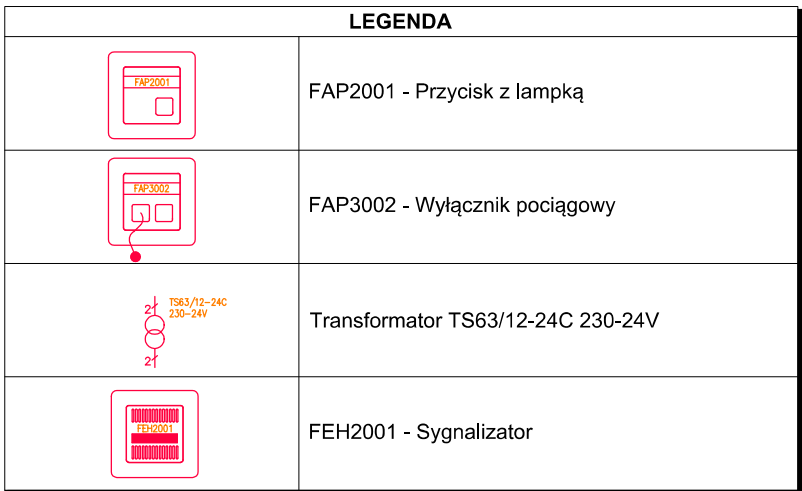 LEGENDA
FAP2001
FAP2001 - Przycisk z lampką
FAP3002
FAP3002 - Wyłącznik pociągowy
2
TS63/12-24C
230-24V
2
Transformator TS63/12-24C 230-24V
FEH2001
FEH2001 - Sygnalizator